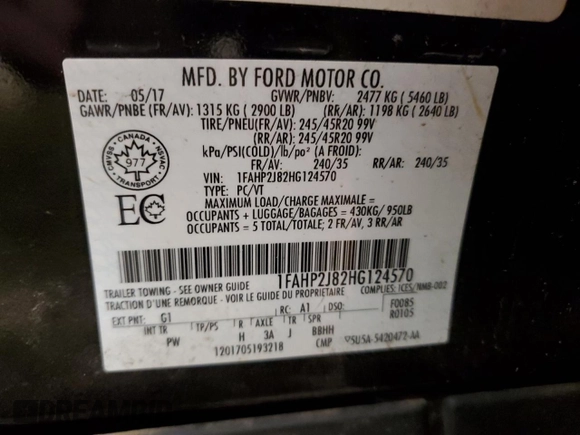 MFD. BY FORD MOTOR CO.
DATE: 05/17 GVWR/PNBV: 2477 KG ( 5460 LB)
GAWR/PNBE (FR/AV): 1315 KG ( 2900 LB) (RR/AR): 1198 KG ( 2640 LB)
TIRE/PNEU(FR/AV): 245/45R20 99V
(RR/AR): 245/45R20 99V
kPa/PSI(COLD)/lb/po² (A FROID):
FR/AV: 240/35 RR/AR: 240/35
VIN: 1FAHP2J82HG124570
TYPE: PC/VT
MAXIMUM LOAD/CHARGE MAXIMALE =
OCCUPANTS + LUGGAGE/BAGAGES = 430KG/ 950LB
OCCUPANTS = 5 TOTAL/TOTALE; 2 FR/AV, 3 RR/AR
CANADA
CMVSS NSVAC
977
TRANSPORT
EC
1FAHP2J82HG124570
TRAILER TOWING - SEE OWNER GUIDE
TRACTION DE REMORQUE - VOIR LE GUIDE DU PROPRIETAIRE COMPLIES: ICES/NMB-002
EXT PNT: G1 RC: A1 DSO: F0085
R0105
INT TR TP/PS R AXLE TR SPR
PW H 3A J BBHH
1201705193218 CMP 5U5A-5420472-AA